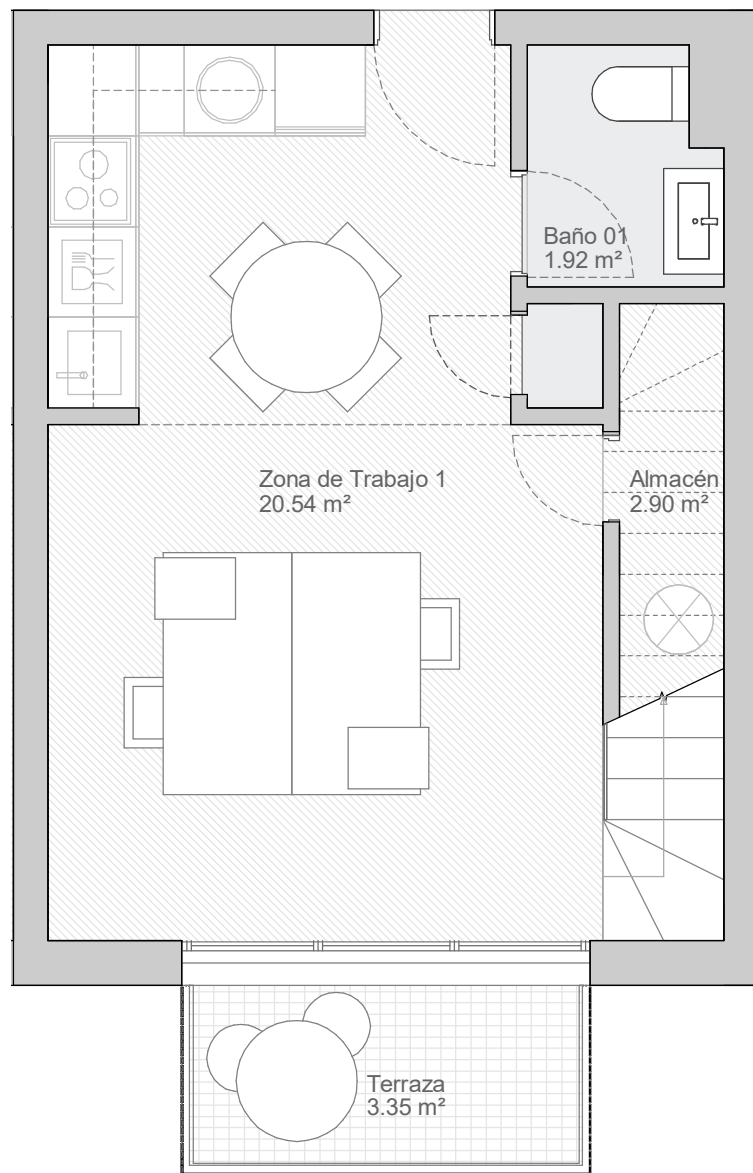 Baño 01
1.92 m²
Zona de Trabajo 1
20.54 m²
Almacén
2.90 m²
Terraza
3.35 m²